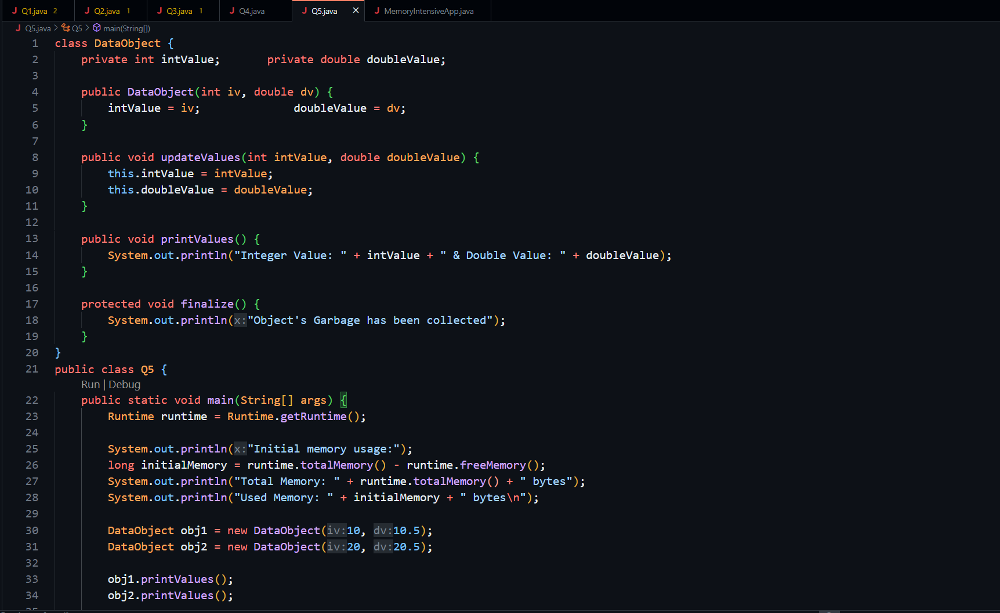 Q1.java 2 Q2.java 1 Q3.java 1 Q4.java Q5.java × MemoryIntensiveApp.java
Q5.java > Q5 > main(String[])
1 class DataObject {
2 private int intValue; private double doubleValue;
3
4 public DataObject(int iv, double dv) {
5 intValue = iv; doubleValue = dv;
6 }
7
8 public void updateValues(int intValue, double doubleValue) {
9 this.intValue = intValue;
10 this.doubleValue = doubleValue;
11 }
12
13 public void printValues() {
14 System.out.println("Integer Value: " + intValue + " & Double Value: " + doubleValue);
15 }
16
17 protected void finalize() {
18 System.out.println(x:"Object's Garbage has been collected");
19 }
20 }
21 public class Q5 {
Run | Debug
22 public static void main(String[] args) {
23 Runtime runtime = Runtime.getRuntime();
24
25 System.out.println(x:"Initial memory usage:");
26 long initialMemory = runtime.totalMemory() - runtime.freeMemory();
27 System.out.println("Total Memory: " + runtime.totalMemory() + " bytes");
28 System.out.println("Used Memory: " + initialMemory + " bytes\n");
29
30 DataObject obj1 = new DataObject(iv:10, dv:10.5);
31 DataObject obj2 = new DataObject(iv:20, dv:20.5);
32
33 obj1.printValues();
34 obj2.printValues();